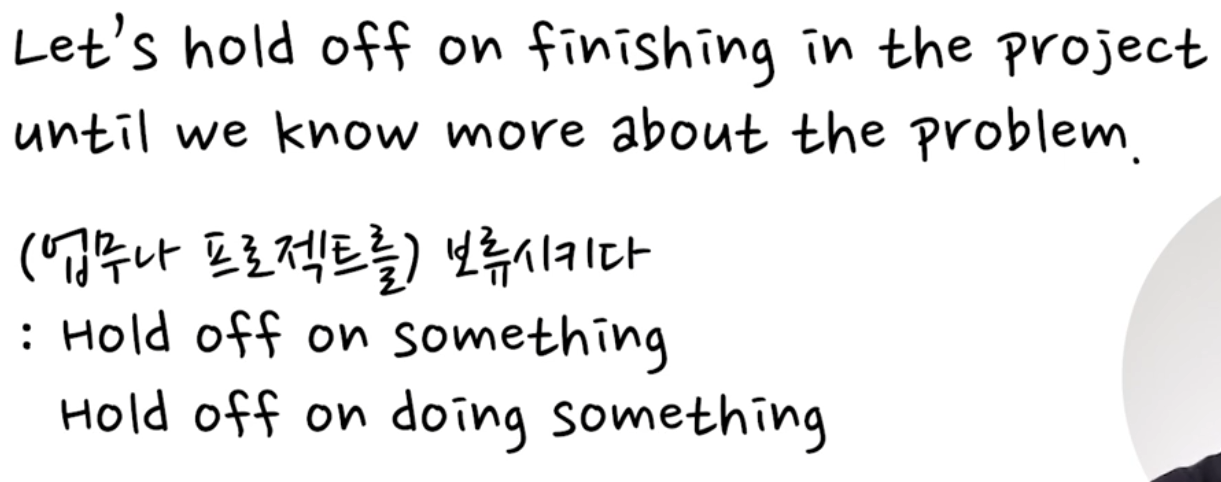 Let's hold off on finishing in the project
until we know more about the problem.
(업무나 프로젝트를) 보류시키다
: Hold off on something
Hold off on doing something